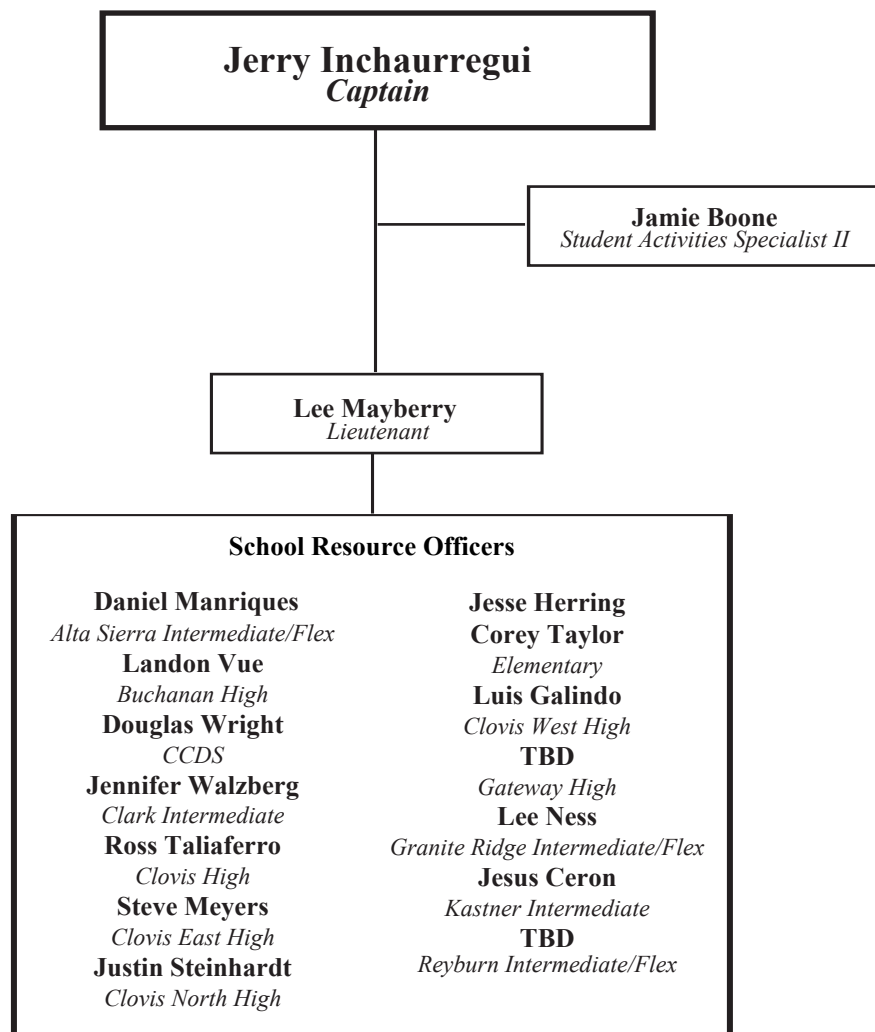 Jerry Inchaurregui
Captain
Jamie Boone
Student Activities Specialist II
Lee Mayberry
Lieutenant
School Resource Officers
Daniel Manriques
Alta Sierra Intermediate/Flex
Landon Vue
Buchanan High
Douglas Wright
CCDS
Jennifer Walzberg
Clark Intermediate
Ross Taliaferro
Clovis High
Steve Meyers
Clovis East High
Justin Steinhardt
Clovis North High
Jesse Herring
Corey Taylor
Elementary
Luis Galindo
Clovis West High
TBD
Gateway High
Lee Ness
Granite Ridge Intermediate/Flex
Jesus Ceron
Kastner Intermediate
TBD
Reyburn Intermediate/Flex